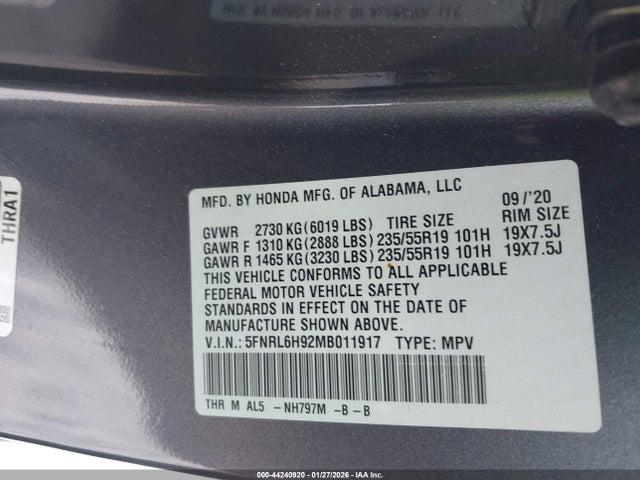 MFD. BY HONDA MFG. OF ALABAMA, LLC 09/'20
GVWR 2730 KG(6019 LBS) TIRE SIZE RIM SIZE
GAWR F 1310 KG(2888 LBS) 235/55R19 101H 19X7.5J
GAWR R 1465 KG(3230 LBS) 235/55R19 101H 19X7.5J
THIS VEHICLE CONFORMS TO ALL APPLICABLE
FEDERAL MOTOR VEHICLE SAFETY
STANDARDS IN EFFECT ON THE DATE OF
MANUFACTURE SHOWN ABOVE.
V.I.N.: 5FNRL6H92MB011917 TYPE: MPV
THR M AL5 -NH797M -B-B
THRA1
000-44240920 - 01/27/2026 - IAA Inc.